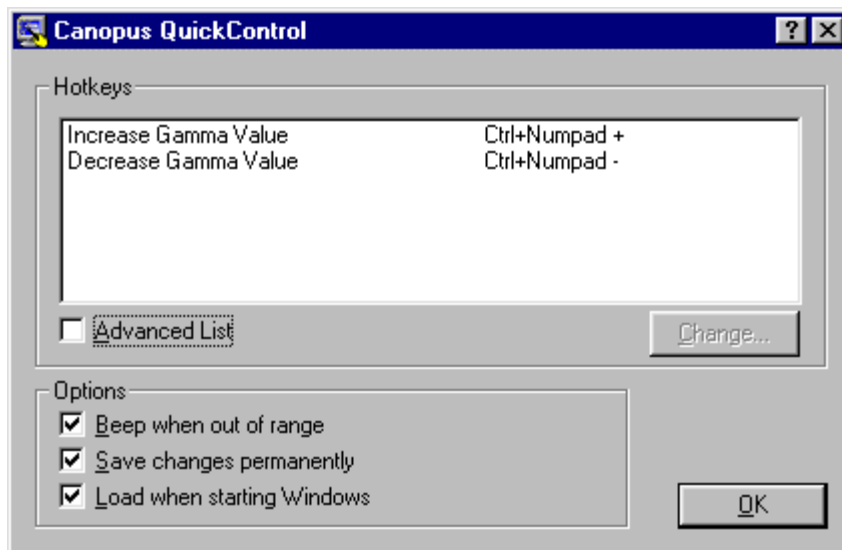 Canopus QuickControl
Hotkeys
Increase Gamma Value Ctrl+Numpad +
Decrease Gamma Value Ctrl+Numpad -
Advanced List
Change...
Options
Beep when out of range
Save changes permanently
Load when starting Windows
OK